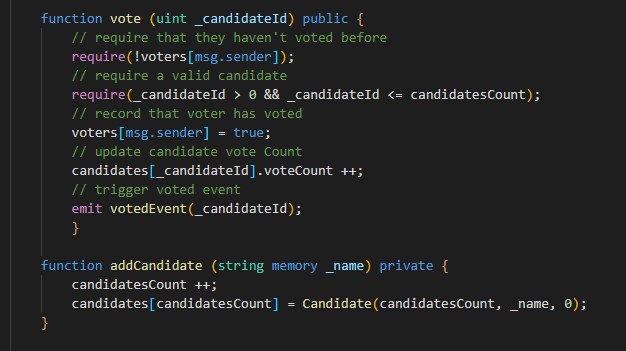 function vote (uint _candidateId) public {
// require that they haven't voted before
require(!voters[msg.sender]);
// require a valid candidate
require(_candidateId > 0 && _candidateId <= candidatesCount);
// record that voter has voted
voters[msg.sender] = true;
// update candidate vote Count
candidates[_candidateId].voteCount ++;
// trigger voted event
emit votedEvent(_candidateId);
}
function addCandidate (string memory _name) private {
candidatesCount ++;
candidates[candidatesCount] = Candidate(candidatesCount, _name, 0);
}